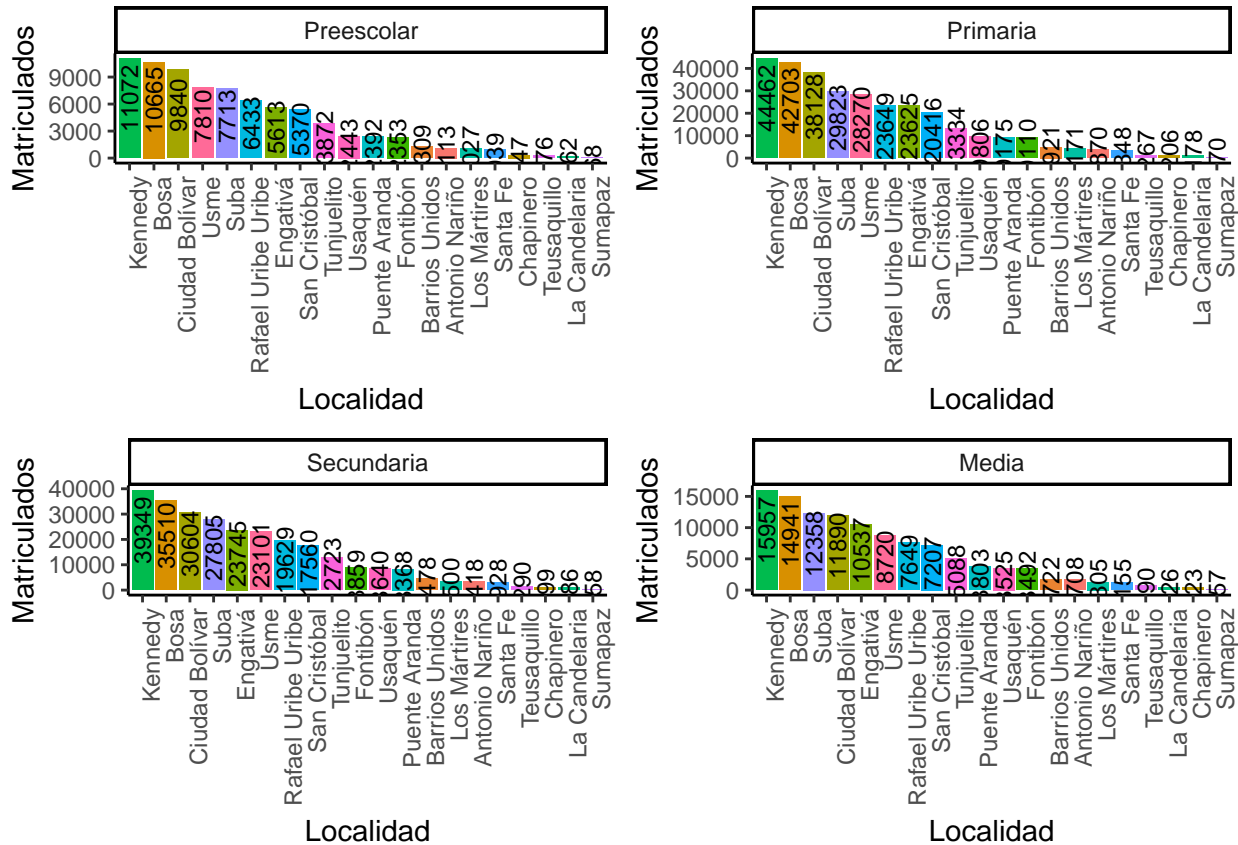 Preescolar
Matriculados
9000
6000
3000
0
11072
10665
9840
7810
7713
6433
5613
5370
3872
2443
2392
2353
Kennedy
Bosa
Ciudad Bolívar
Usme
Suba
Rafael Uribe Uribe
Engativá
San Cristóbal
Tunjuelito
Usaquén
Puente Aranda
Fontibón
Barrios Unidos
Antonio Nariño
Los Mártires
Santa Fe
Chapinero
Teusaquillo
La Candelaria
Sumapaz
Localidad
Primaria
Matriculados
40000
30000
20000
10000
0
44462
42703
38128
29823
28270
23649
23625
20416
Kennedy
Bosa
Ciudad Bolívar
Suba
Usme
Rafael Uribe Uribe
Engativá
San Cristóbal
Tunjuelito
Usaquén
Puente Aranda
Fontibón
Barrios Unidos
Los Mártires
Antonio Nariño
Santa Fe
Teusaquillo
Chapinero
La Candelaria
Sumapaz
Localidad
Secundaria
Matriculados
40000
30000
20000
10000
0
39349
35510
30604
27805
23745
23101
19629
17560
12723
Kennedy
Bosa
Ciudad Bolívar
Suba
Engativá
Usme
Rafael Uribe Uribe
San Cristóbal
Tunjuelito
Fontibón
Usaquén
Puente Aranda
Barrios Unidos
Los Mártires
Antonio Nariño
Santa Fe
Teusaquillo
Chapinero
La Candelaria
Sumapaz
Localidad
Media
Matriculados
15000
10000
5000
0
15957
14941
12358
11890
10537
8720
7649
7207
5088
Kennedy
Bosa
Suba
Ciudad Bolívar
Engativá
Usme
Rafael Uribe Uribe
San Cristóbal
Tunjuelito
Puente Aranda
Usaquén
Fontibón
Barrios Unidos
Antonio Nariño
Los Mártires
Santa Fe
Teusaquillo
La Candelaria
Chapinero
Sumapaz
Localidad